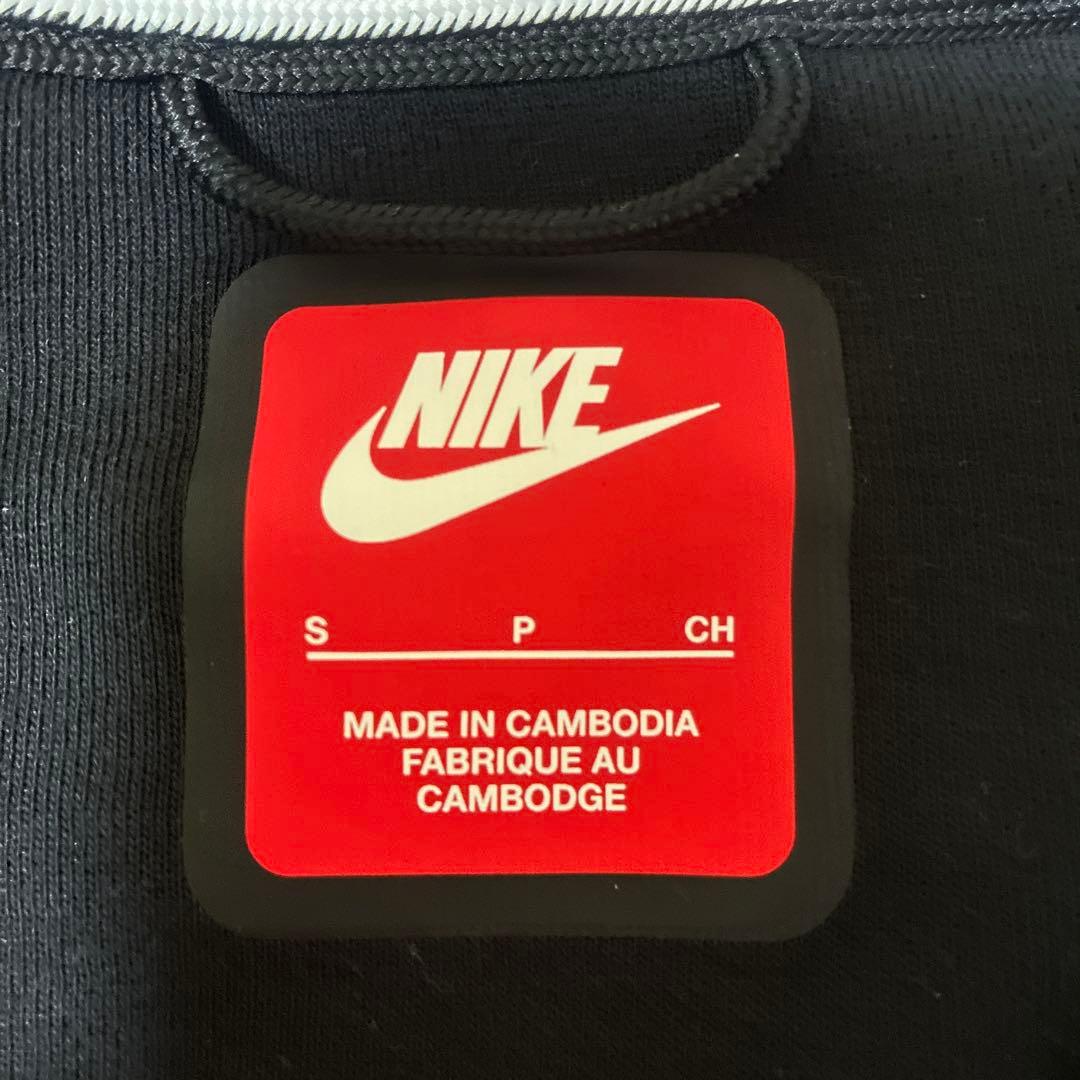 NIKE
S P CH
MADE IN CAMBODIA
FABRIQUE AU
CAMBODGE